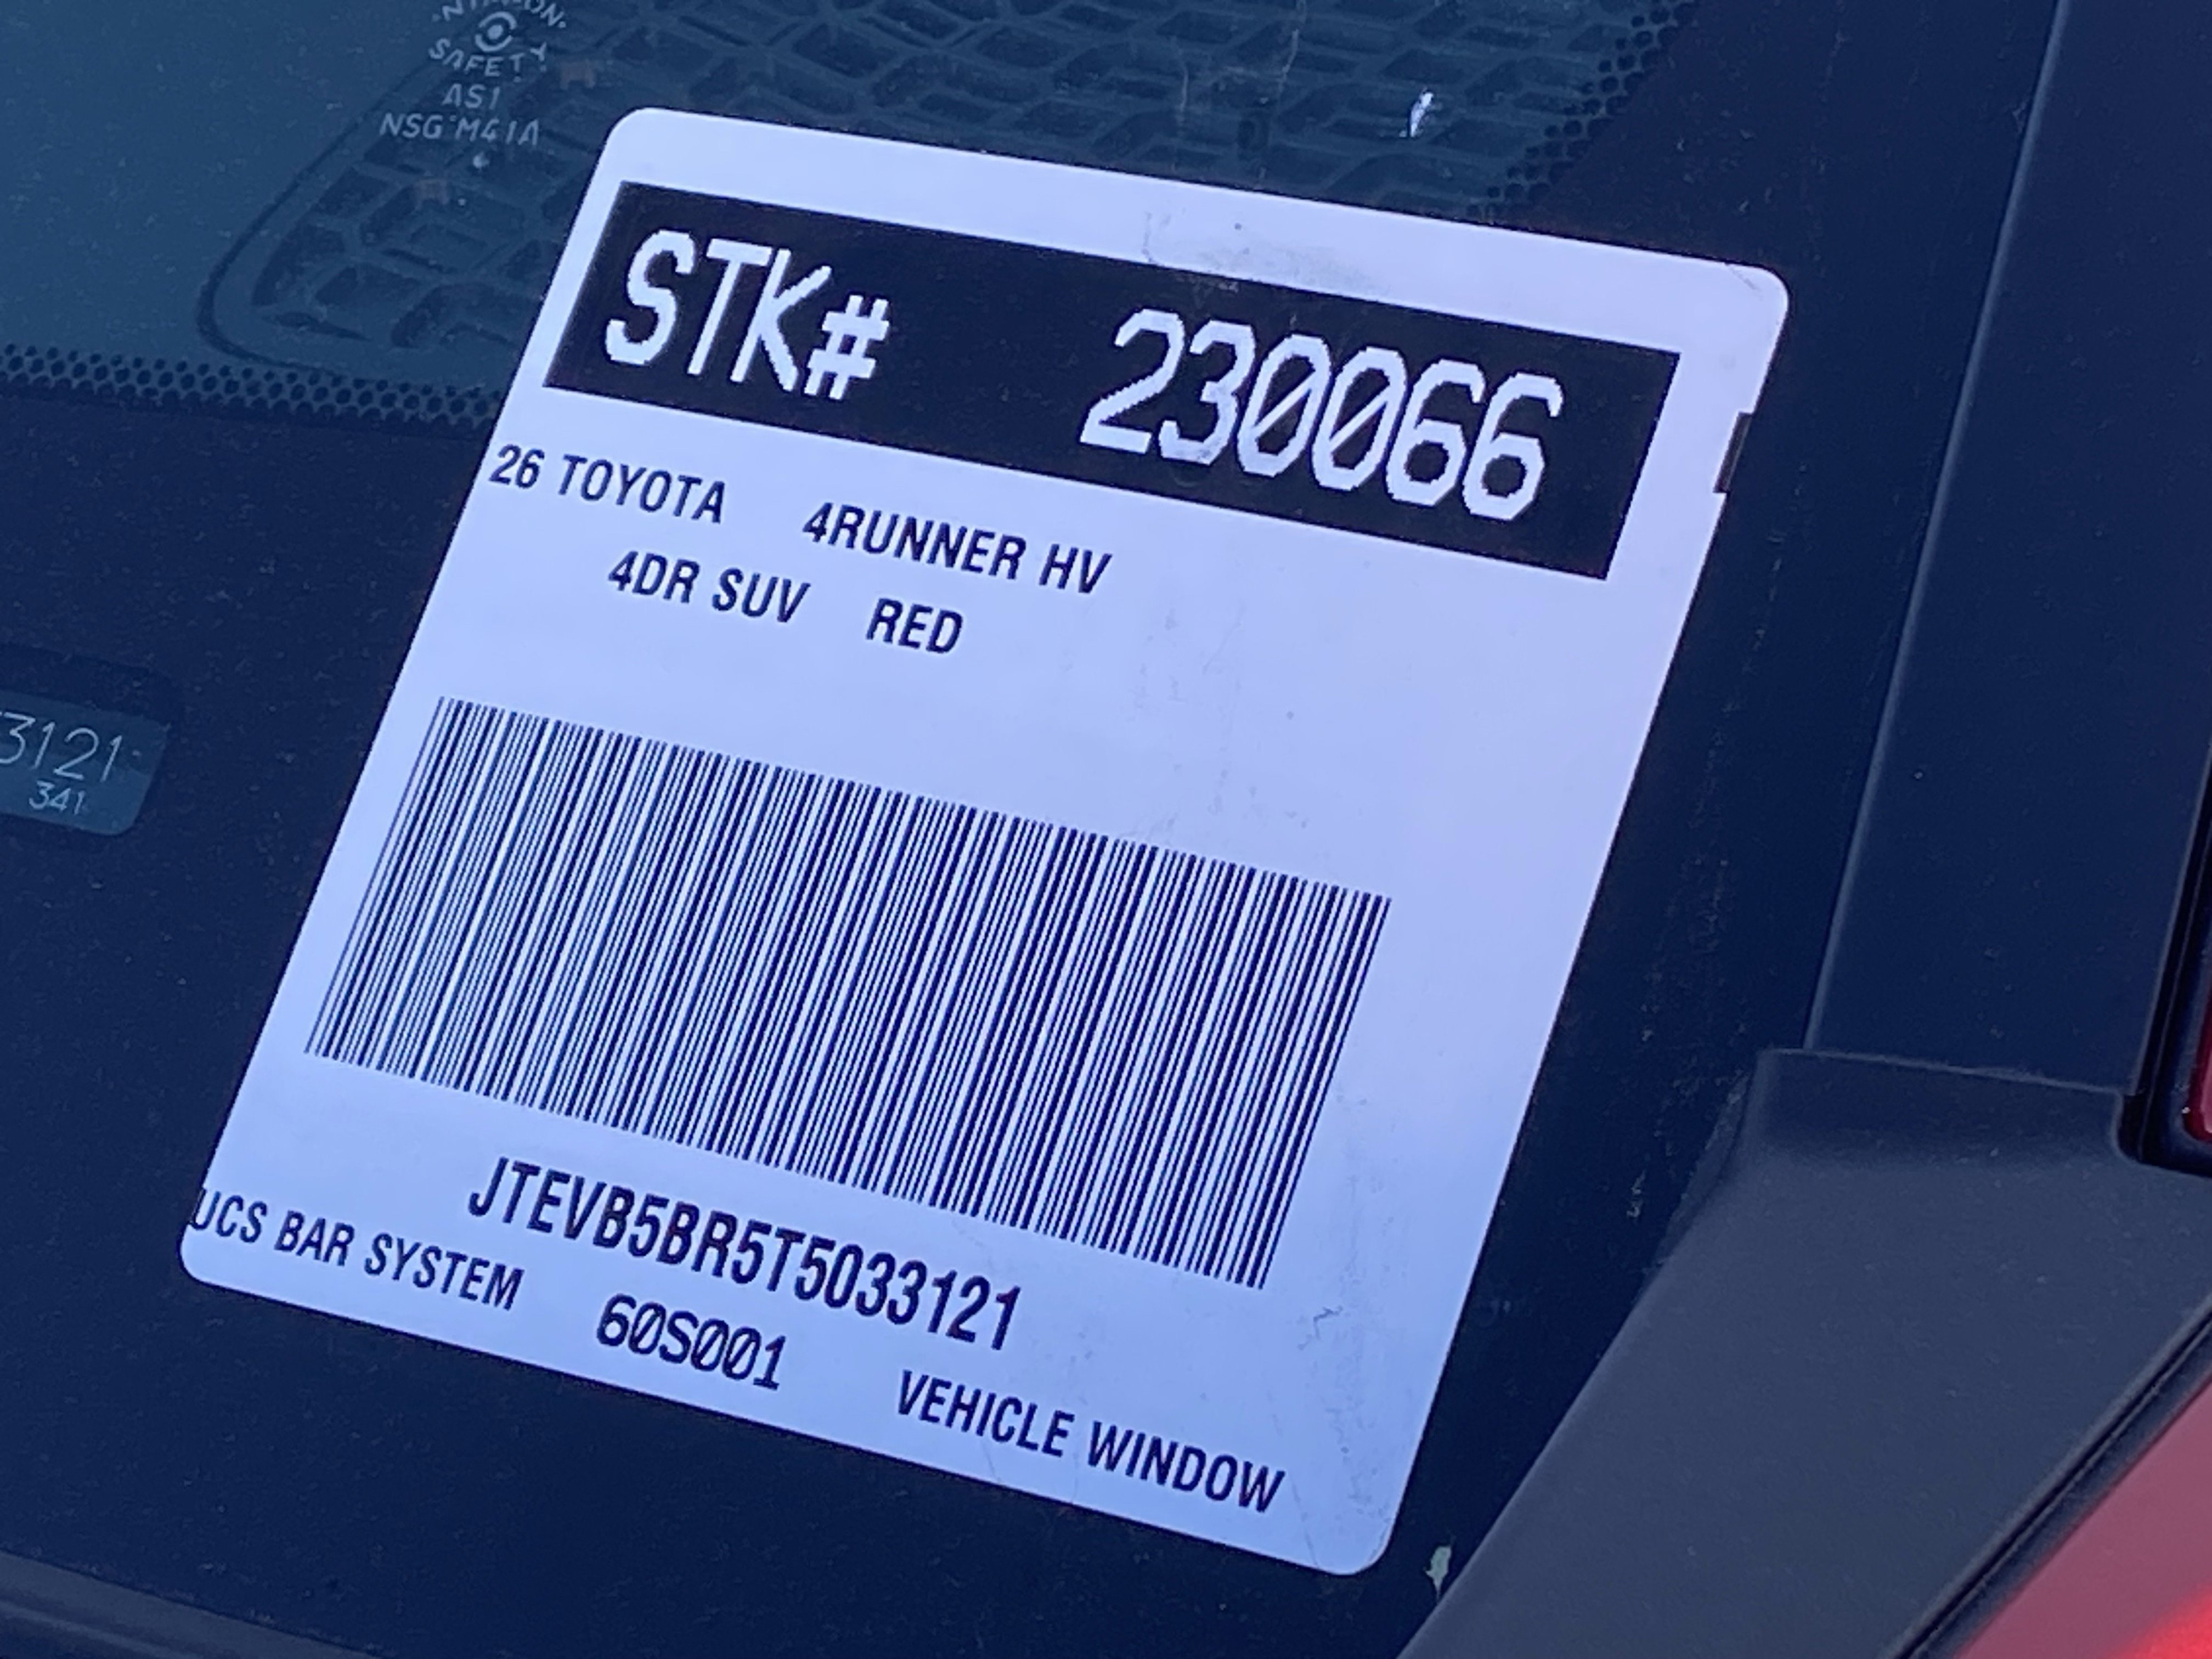 SAFETY
AS1
NSG M41A
STK# 230066
26 TOYOTA 4RUNNER HV
4DR SUV RED
3121
341
JTEVB5BR5T5033121
UCS BAR SYSTEM 60S001 VEHICLE WINDOW